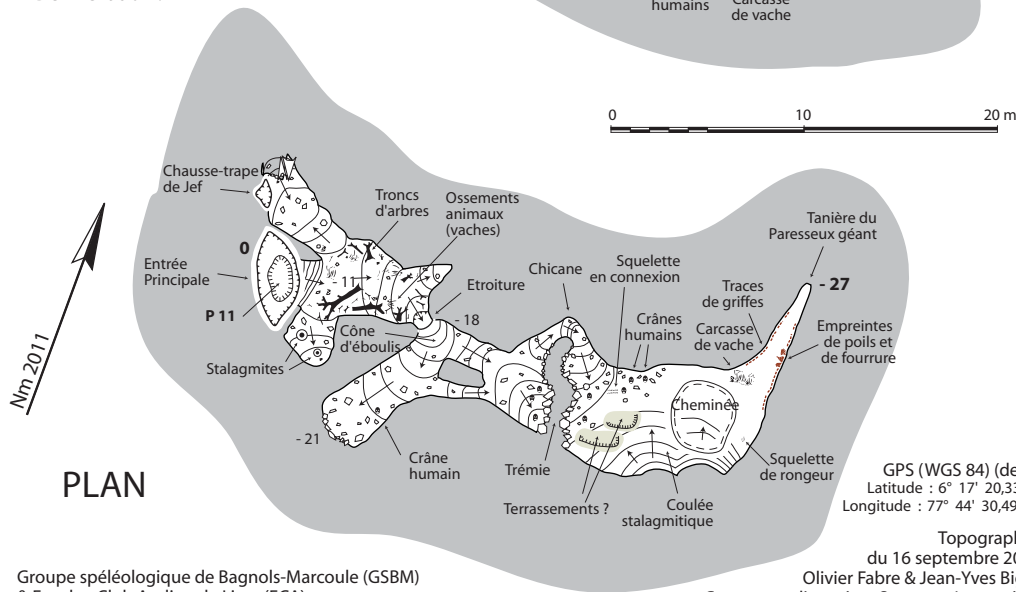 humains
Carcasse
de vache
0 10 20 m
Chausse-trape
de Jef
Troncs
d'arbres
Ossements
animaux
(vaches)
Tanière du
Paresseux géant
0
Entrée
Principale
- 11
Etroiture
Chicane
Squelette
en connexion
Traces
de griffes
- 27
P 11
Cône
d'éboulis
- 18
Crânes
humains
Carcasse
de vache
Empreintes
de poils et
de fourrure
Stalagmites
Nm 2011
Cheminée
- 21
Crâne
humain
Trémie
Squelette
de rongeur
PLAN
Terrassements ?
Coulée
stalagmitique
GPS (WGS 84) (de
Latitude : 6° 17' 20,33
Longitude : 77° 44' 30,49
Topograph
du 16 septembre 20
Olivier Fabre & Jean-Yves Big
Groupe spéléologique de Bagnols-Marcoule (GSBM)